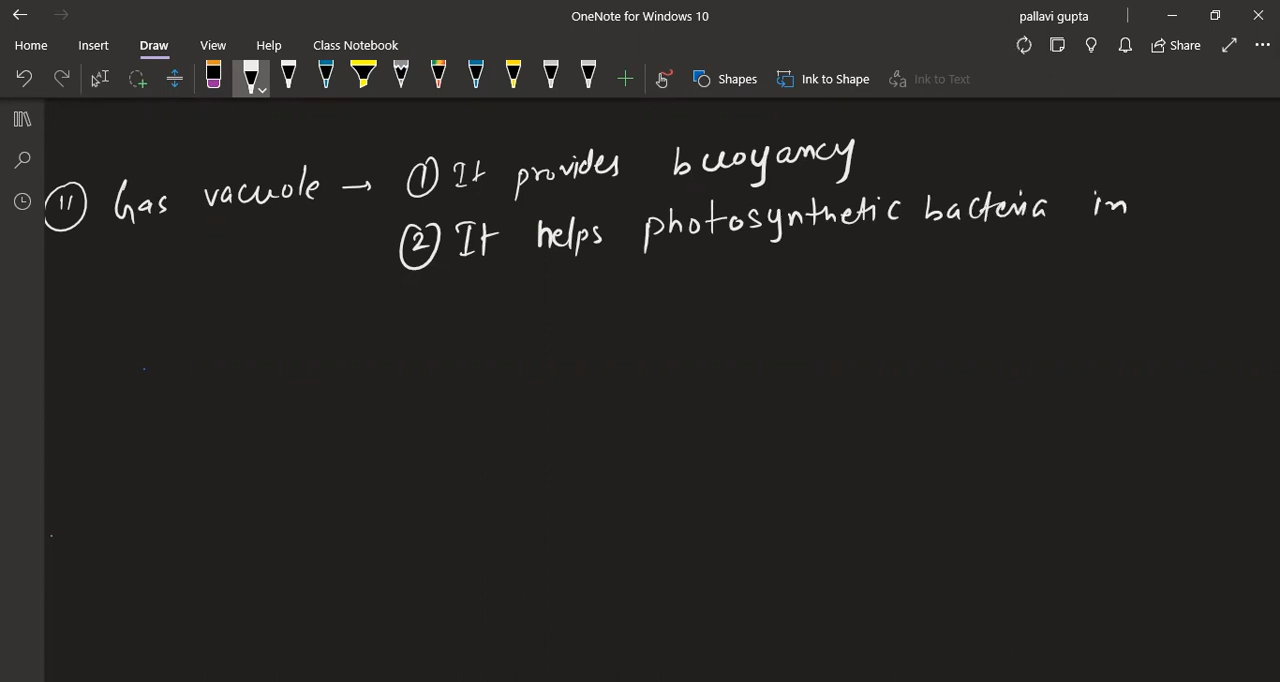 OneNote for Windows 10
pallavi gupta
Home Insert Draw View Help Class Notebook
Share
Shapes Ink to Shape Ink to Text
11 Gas vacuole → ① It provides buoyancy
② It helps photosynthetic bacteria in